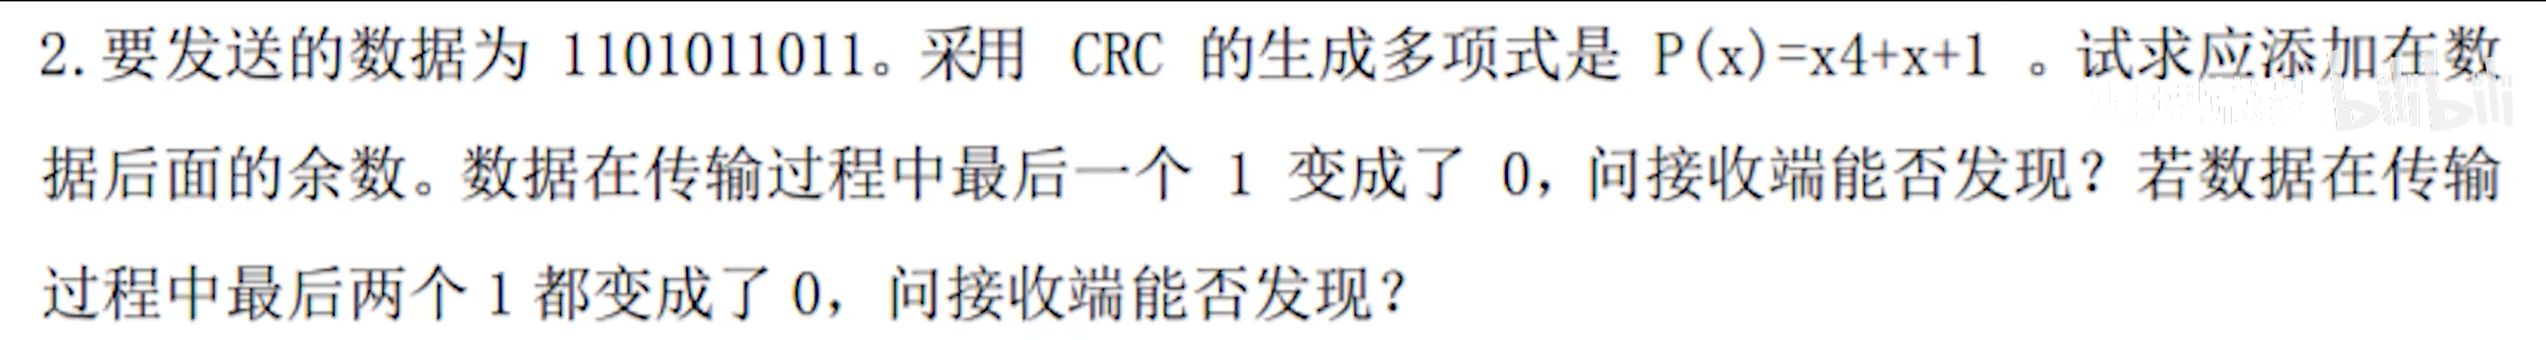 2.要发送的数据为 1101011011。采用 CRC 的生成多项式是 P(x)=x4+x+1 。试求应添加在数
据后面的余数。数据在传输过程中最后一个 1 变成了 0，问接收端能否发现？若数据在传输
过程中最后两个 1 都变成了 0，问接收端能否发现？
bilibili